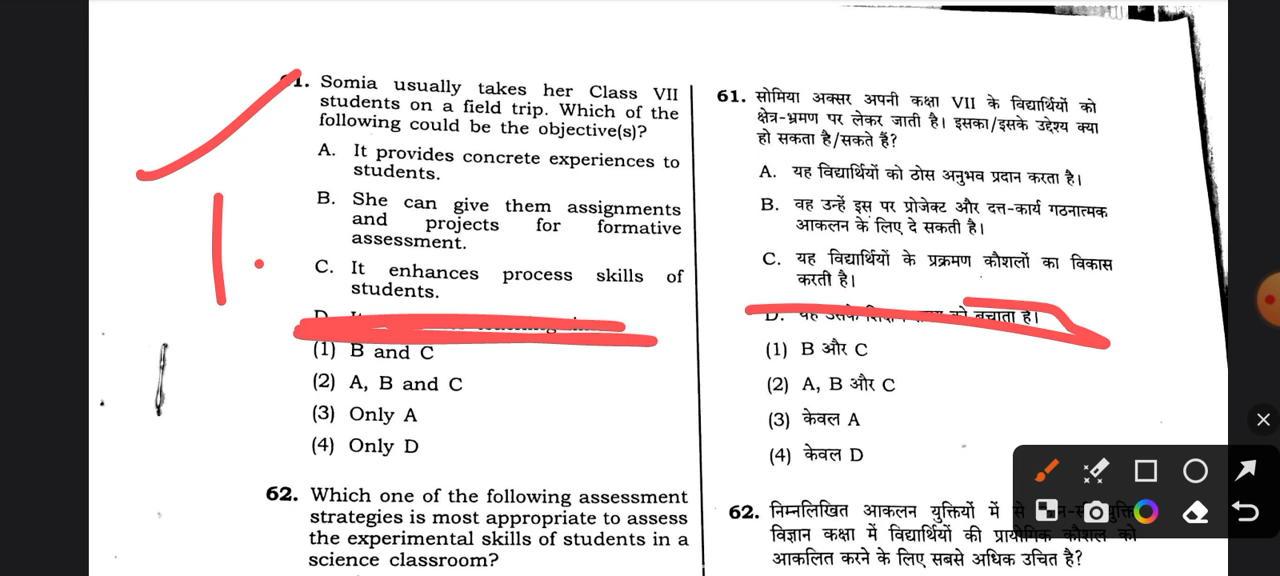 1. Somia usually takes her Class VII
students on a field trip. Which of the
following could be the objective(s)?
A. It provides concrete experiences to
students.
B. She can give them assignments
and projects for formative
assessment.
C. It enhances process skills of
students.
D.
(1) B and C
(2) A, B and C
(3) Only A
(4) Only D
62. Which one of the following assessment
strategies is most appropriate to assess
the experimental skills of students in a
science classroom?
61. सोमिया अक्सर अपनी कक्षा VII के विद्यार्थियों को
क्षेत्र-भ्रमण पर लेकर जाती है। इसका/इसके उद्देश्य क्या
हो सकता है/सकते हैं?
A. यह विद्यार्थियों को ठोस अनुभव प्रदान करता है।
B. वह उन्हें इस पर प्रोजेक्ट और दत्त-कार्य गठनात्मक
आकलन के लिए दे सकती है।
C. यह विद्यार्थियों के प्रक्रमण कौशलों का विकास
करती है।
D. यह उसके को बचाता है।
(1) B और C
(2) A, B और C
(3) केवल A
(4) केवल D
62. निम्नलिखित आकलन युक्तियों में से
विज्ञान कक्षा में विद्यार्थियों की प्रायोगिक कौशल को
आकलित करने के लिए सबसे अधिक उचित है?
1.